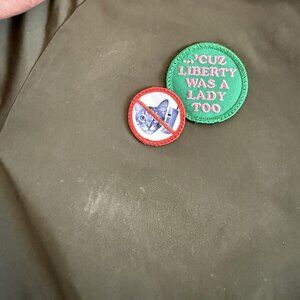 ...'CUZ
LIBERTY
WAS A
LADY
TOO